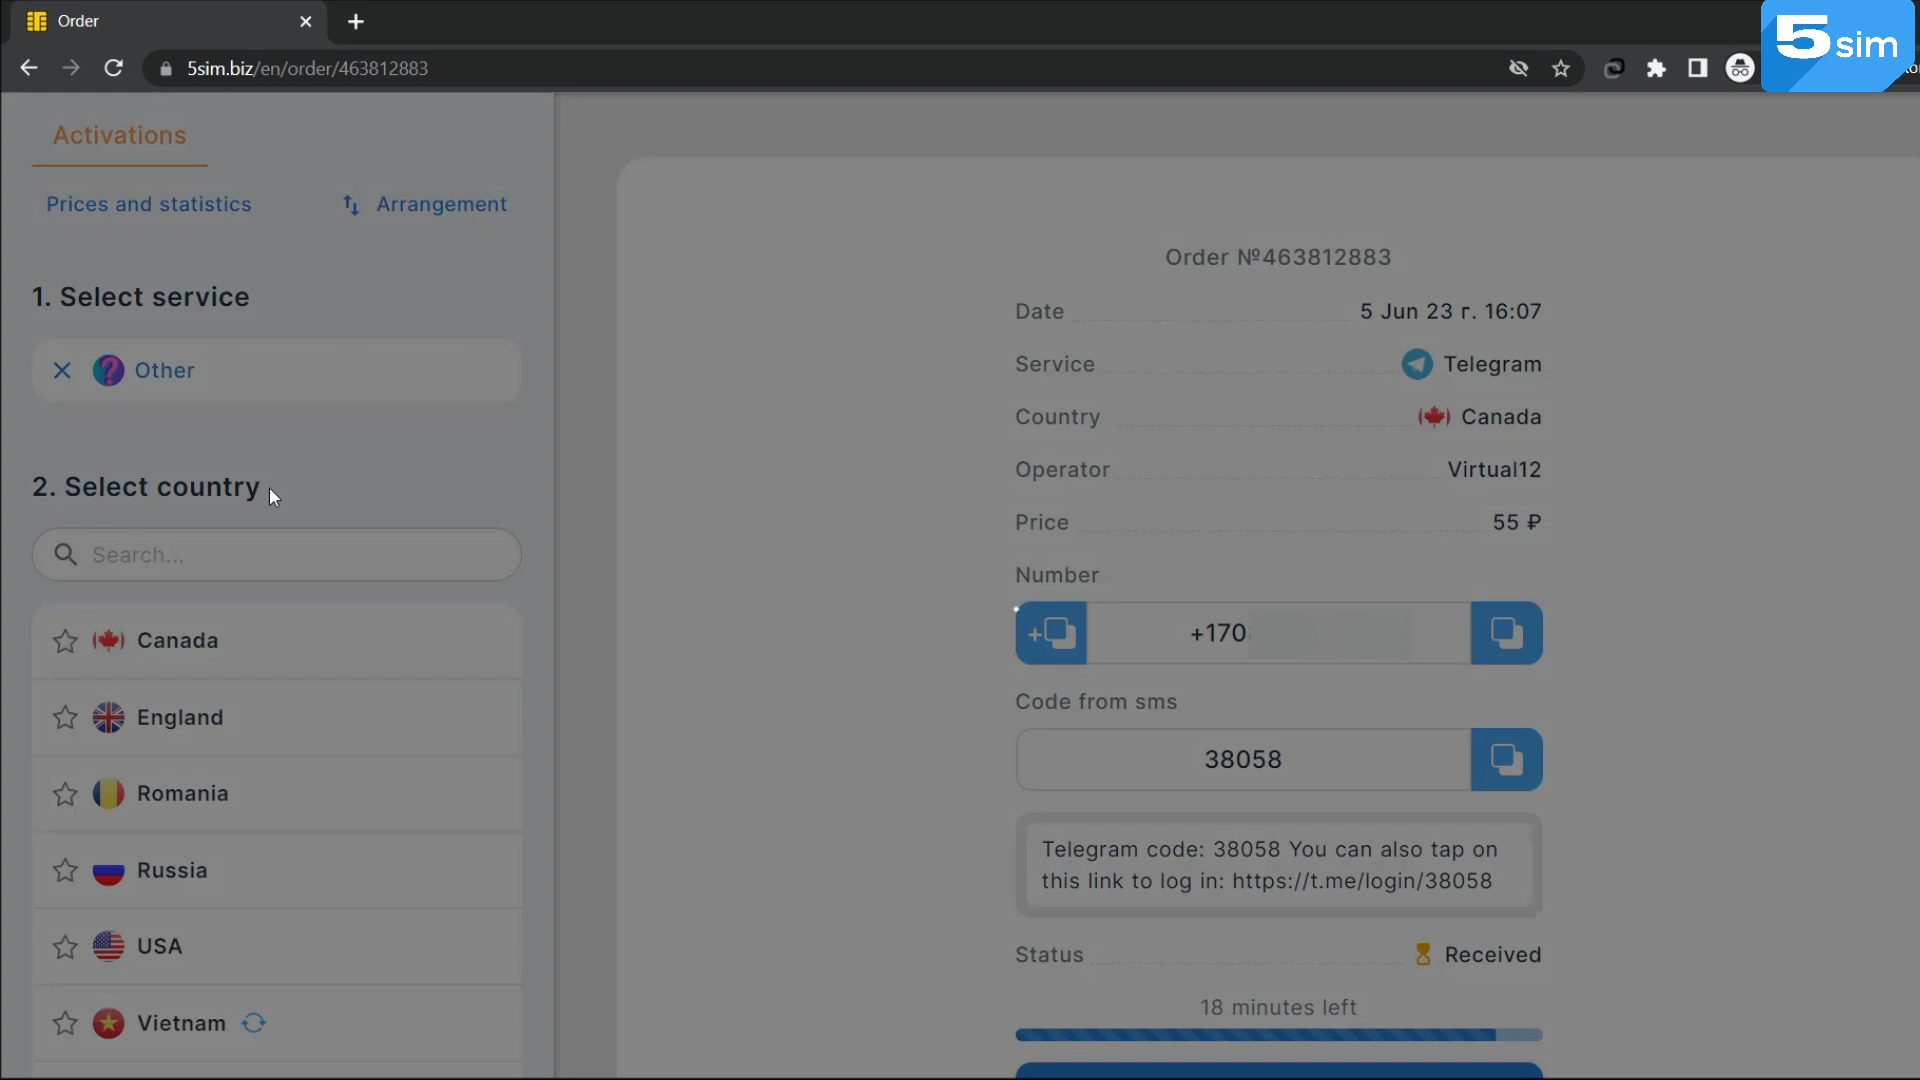 Order
5sim
5sim.biz/en/order/463812883
Activations
Prices and statistics
Arrangement
1. Select service
Other
2. Select country
Search...
Canada
England
Romania
Russia
USA
Vietnam
Order №463812883
Date 5 Jun 23 г. 16:07
Service Telegram
Country Canada
Operator Virtual12
Price 55 ₽
Number
+170
Code from sms
38058
Telegram code: 38058 You can also tap on
this link to log in: https://t.me/login/38058
Status Received
18 minutes left